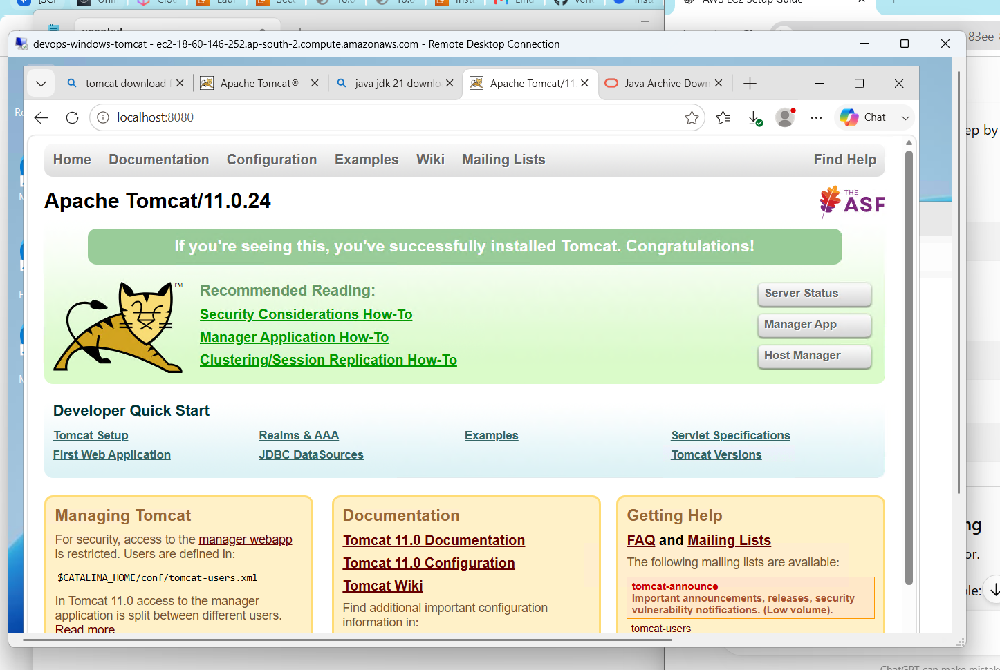 devops-windows-tomcat - ec2-18-60-146-252.ap-south-2.compute.amazonaws.com - Remote Desktop Connection
83ee-
tomcat download
Apache Tomcat® -
java jdk 21 downlo
Apache Tomcat/11.
Java Archive Down
localhost:8080
Chat
ep by
Home
Documentation
Configuration
Examples
Wiki
Mailing Lists
Find Help
Apache Tomcat/11.0.24
THE
ASF
If you're seeing this, you've successfully installed Tomcat. Congratulations!
TM
Recommended Reading:
Security Considerations How-To
Manager Application How-To
Clustering/Session Replication How-To
Server Status
Manager App
Host Manager
Developer Quick Start
Tomcat Setup
Realms & AAA
Examples
Servlet Specifications
First Web Application
JDBC DataSources
Tomcat Versions
Managing Tomcat
For security, access to the manager webapp
is restricted. Users are defined in:
$CATALINA_HOME/conf/tomcat-users.xml
In Tomcat 11.0 access to the manager
application is split between different users.
Read more
Documentation
Tomcat 11.0 Documentation
Tomcat 11.0 Configuration
Tomcat Wiki
Find additional important configuration
information in:
Getting Help
FAQ and Mailing Lists
The following mailing lists are available:
tomcat-announce
Important announcements, releases, security
vulnerability notifications. (Low volume).
tomcat-users
ng
or.
le: